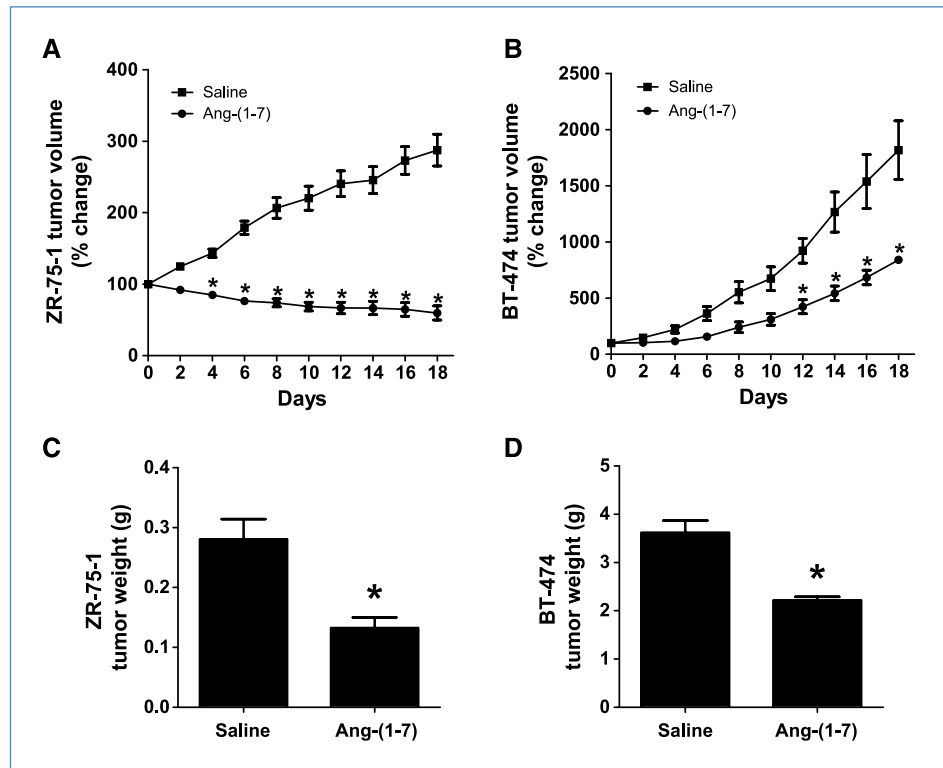 A
ZR-75-1 tumor volume
(% change)
400
300
200
100
0
Saline
Ang-(1-7)
* * * * * * * *
0 2 4 6 8 10 12 14 16 18
Days
B
BT-474 tumor volume
(% change)
2500
2000
1500
1000
500
0
Saline
Ang-(1-7)
* * * *
0 2 4 6 8 10 12 14 16 18
Days
C
ZR-75-1
tumor weight (g)
0.4
0.3
0.2
0.1
0.0
*
Saline Ang-(1-7)
D
BT-474
tumor weight (g)
5
4
3
2
1
0
*
Saline Ang-(1-7)